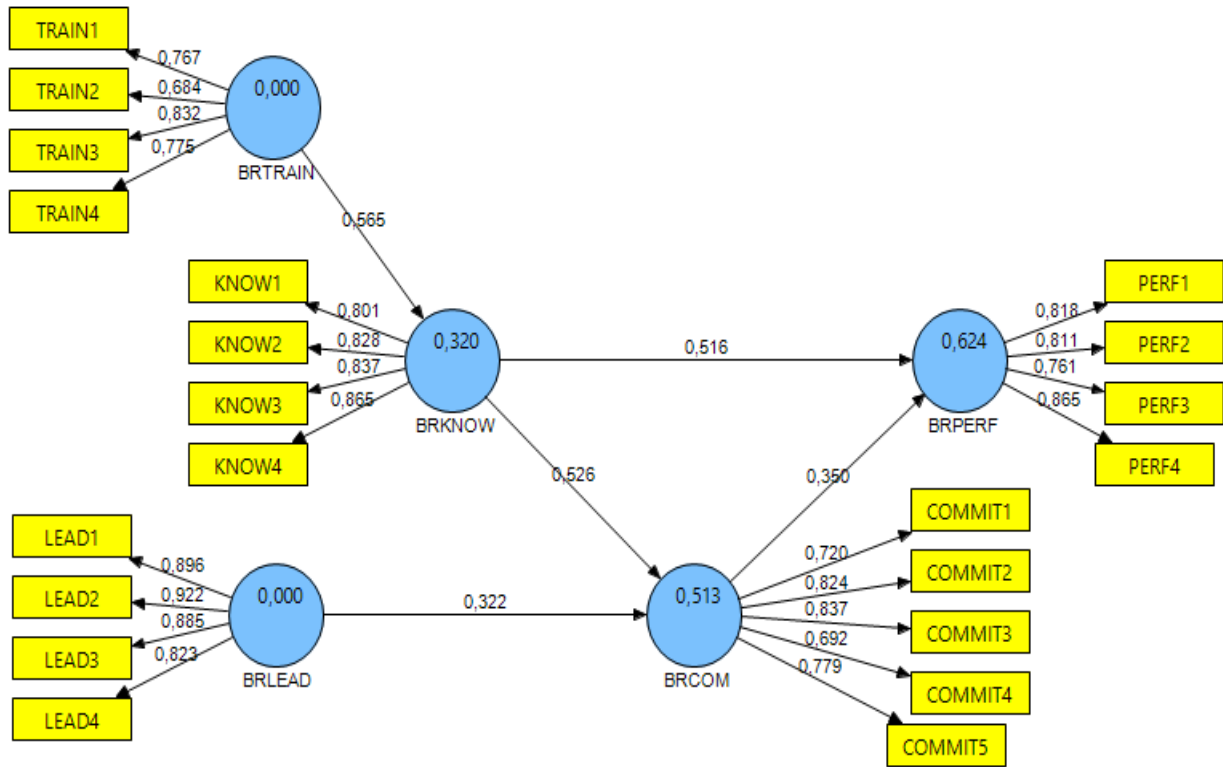 TRAIN1
0,767
TRAIN2
0,684
TRAIN3
0,832
TRAIN4
0,775
0,000
BRTRAIN
0,565
KNOW1
0,801
KNOW2
0,828
KNOW3
0,837
KNOW4
0,865
0,320
BRKNOW
0,516
0,624
BRPERF
PERF1
0,818
PERF2
0,811
PERF3
0,761
PERF4
0,865
0,526
0,350
LEAD1
0,896
LEAD2
0,922
LEAD3
0,885
LEAD4
0,823
0,000
BRLEAD
0,322
0,513
BRCOM
COMMIT1
0,720
COMMIT2
0,824
COMMIT3
0,837
COMMIT4
0,692
COMMIT5
0,779